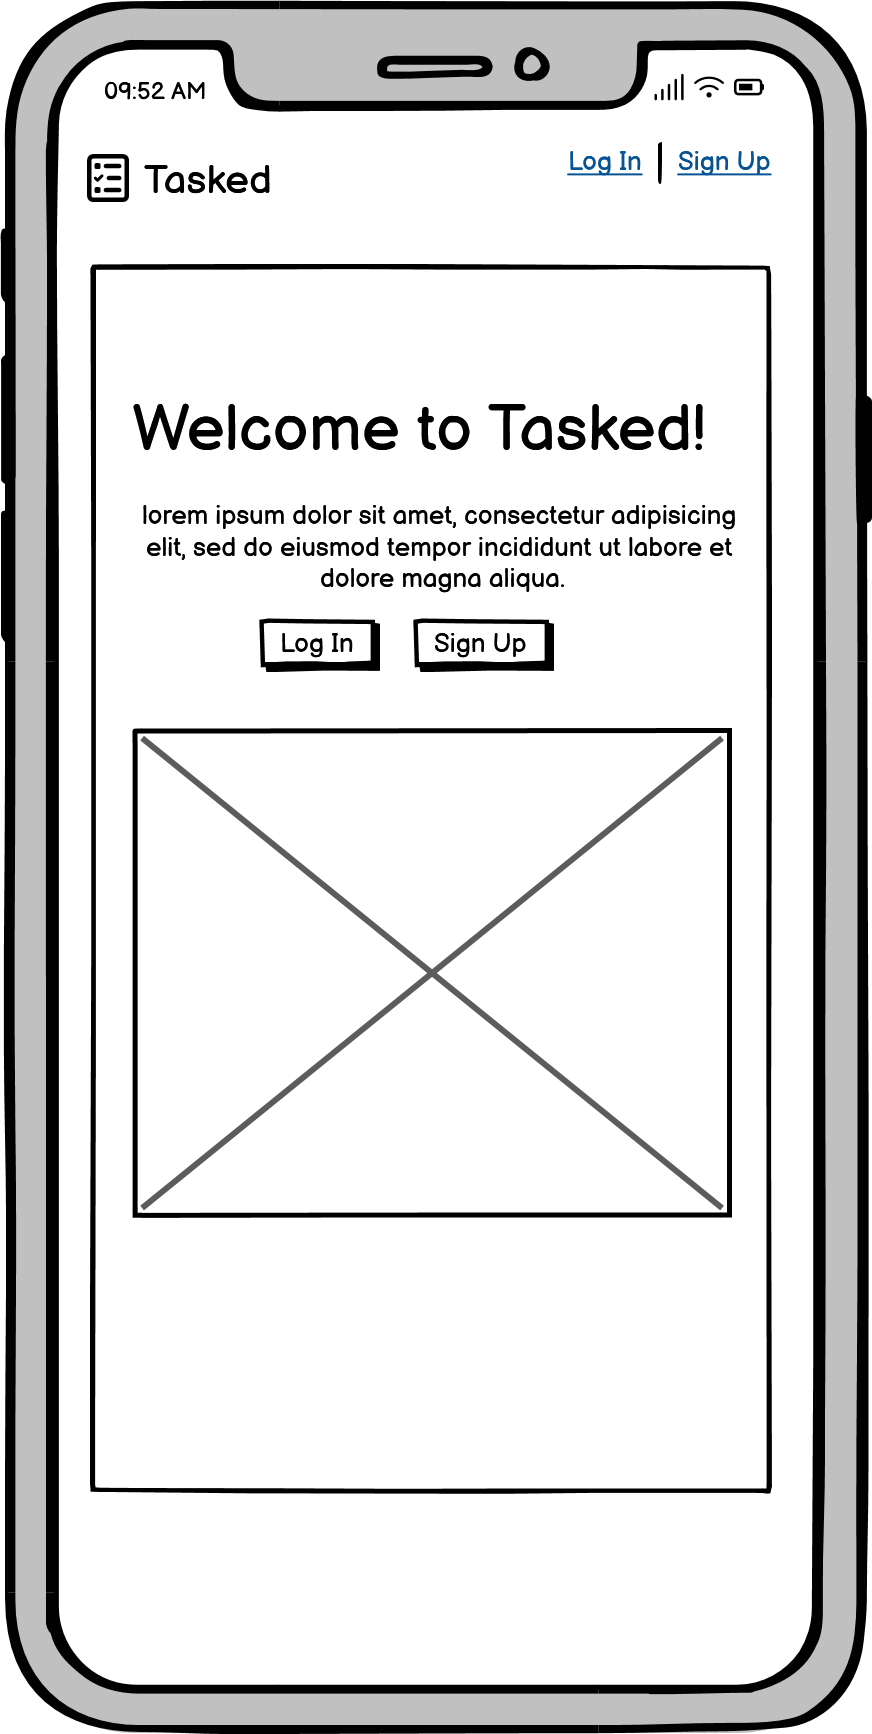 09:52 AM
Tasked
Log In | Sign Up
Welcome to Tasked!
lorem ipsum dolor sit amet, consectetur adipisicing
elit, sed do eiusmod tempor incididunt ut labore et
dolore magna aliqua.
Log In
Sign Up